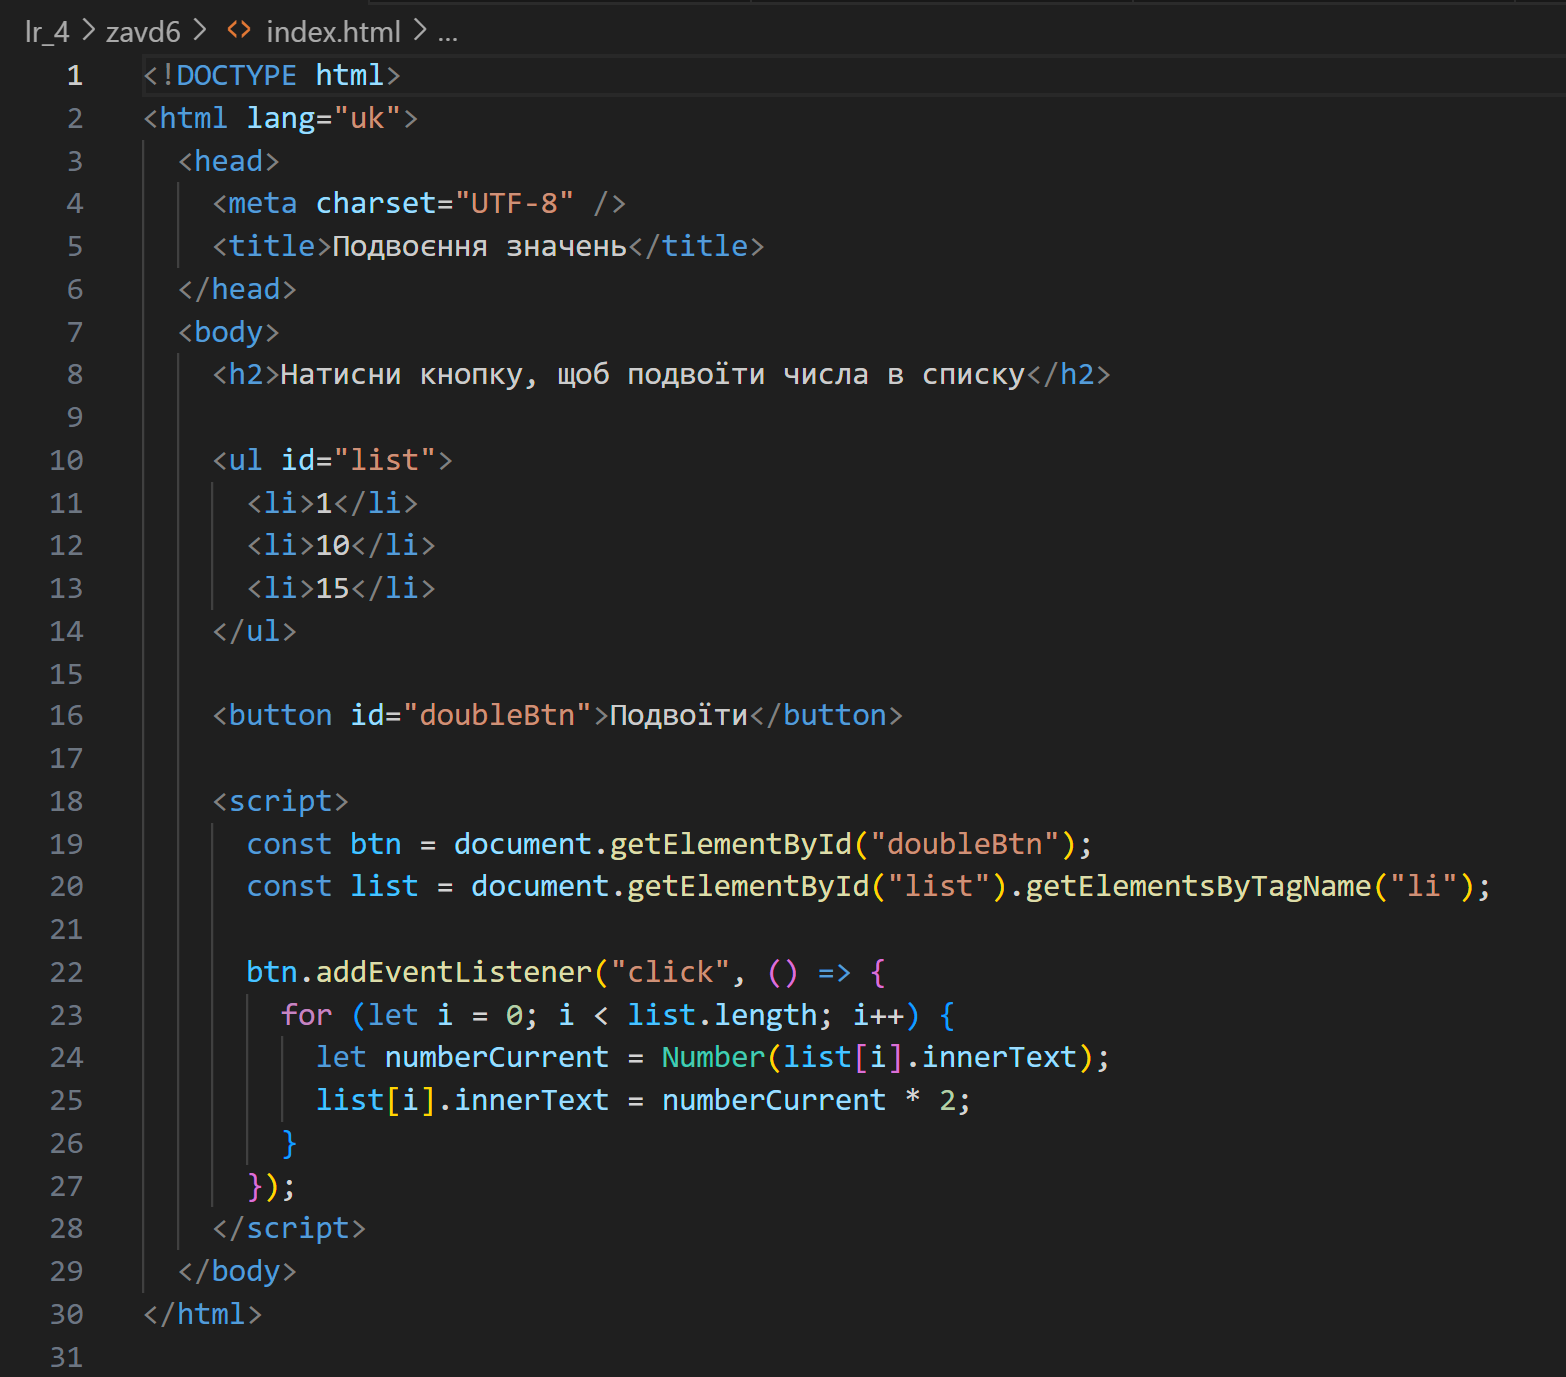 lr_4 > zavd6 > <> index.html > ...
1 <!DOCTYPE html>
2 <html lang="uk">
3   <head>
4     <meta charset="UTF-8" />
5     <title>Подвоєння значень</title>
6   </head>
7   <body>
8     <h2>Натисни кнопку, щоб подвоїти числа в списку</h2>
9
10     <ul id="list">
11       <li>1</li>
12       <li>10</li>
13       <li>15</li>
14     </ul>
15
16     <button id="doubleBtn">Подвоїти</button>
17
18     <script>
19       const btn = document.getElementById("doubleBtn");
20       const list = document.getElementById("list").getElementsByTagName("li");
21
22       btn.addEventListener("click", () => {
23         for (let i = 0; i < list.length; i++) {
24           let numberCurrent = Number(list[i].innerText);
25           list[i].innerText = numberCurrent * 2;
26         }
27       });
28     </script>
29   </body>
30 </html>
31